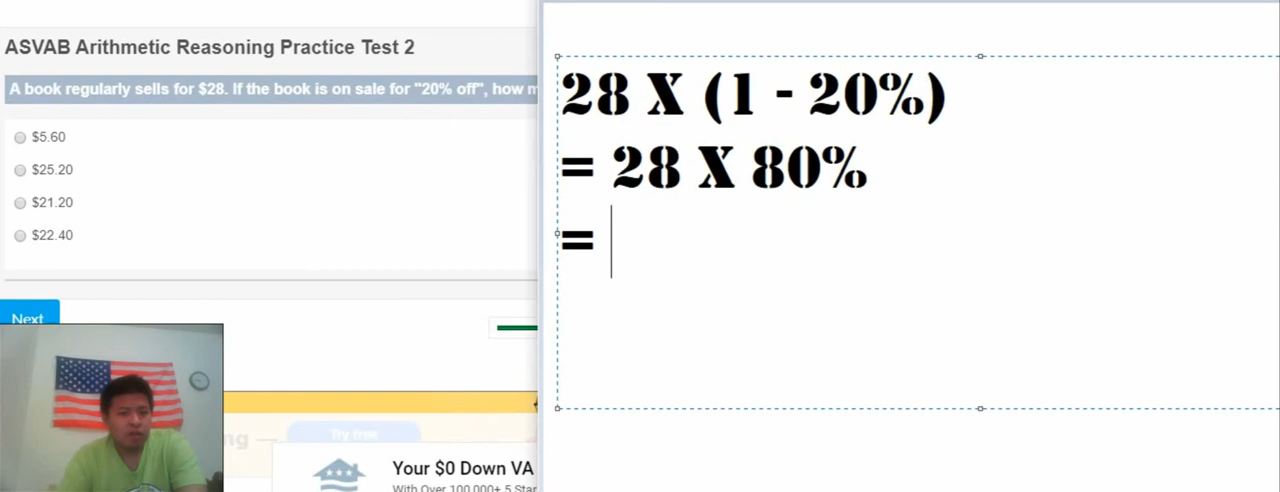 ASVAB Arithmetic Reasoning Practice Test 2
A book regularly sells for $28. If the book is on sale for "20% off", how
$5.60
$25.20
$21.20
$22.40
Next
Try free
Your $0 Down VA
With Over 100,000+ 5 Star
28 X (1 - 20%)
= 28 X 80%
=